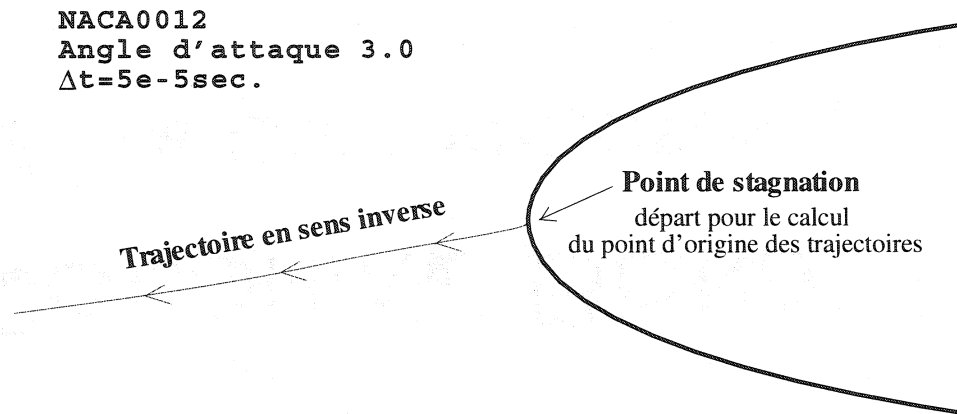 NACA0012
Angle d'attaque 3.0
Δt=5e-5sec.
Trajectoire en sens inverse
Point de stagnation
départ pour le calcul
du point d'origine des trajectoires